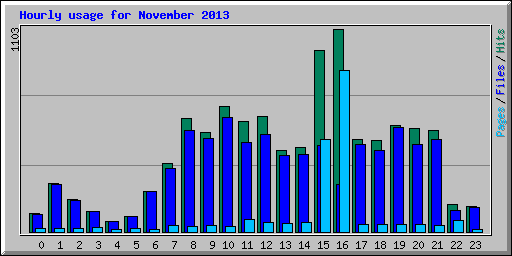 Hourly usage for November 2013
1103
Pages/Files/Hits
0 1 2 3 4 5 6 7 8 9 10 11 12 13 14 15 16 17 18 19 20 21 22 23